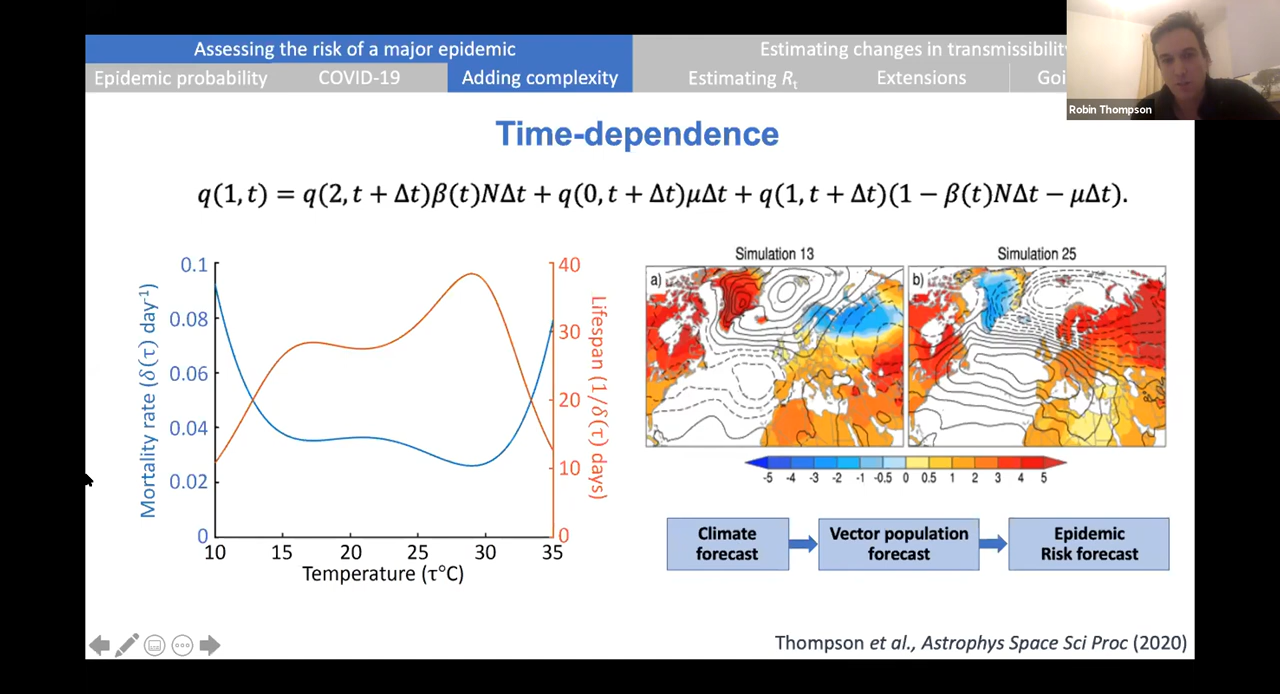 Assessing the risk of a major epidemic
Estimating changes in transmissibility
Epidemic probability
COVID-19
Adding complexity
Estimating Rt
Extensions
Robin Thompson
Time-dependence
q(1, t) = q(2, t + Δt)β(t)NΔt + q(0, t + Δt)μΔt + q(1, t + Δt)(1 − β(t)NΔt − μΔt).
0.1
0.08
0.06
0.04
0.02
0
Mortality rate (δ(τ) day-1)
40
30
20
10
0
Lifespan (1/δ(τ) days)
10 15 20 25 30 35
Temperature (τ°C)
Simulation 13
Simulation 25
a)
b)
-5 -4 -3 -2 -1 -0.5 0 0.5 1 2 3 4 5
Climate
forecast
Vector population
forecast
Epidemic
Risk forecast
Thompson et al., Astrophys Space Sci Proc (2020)